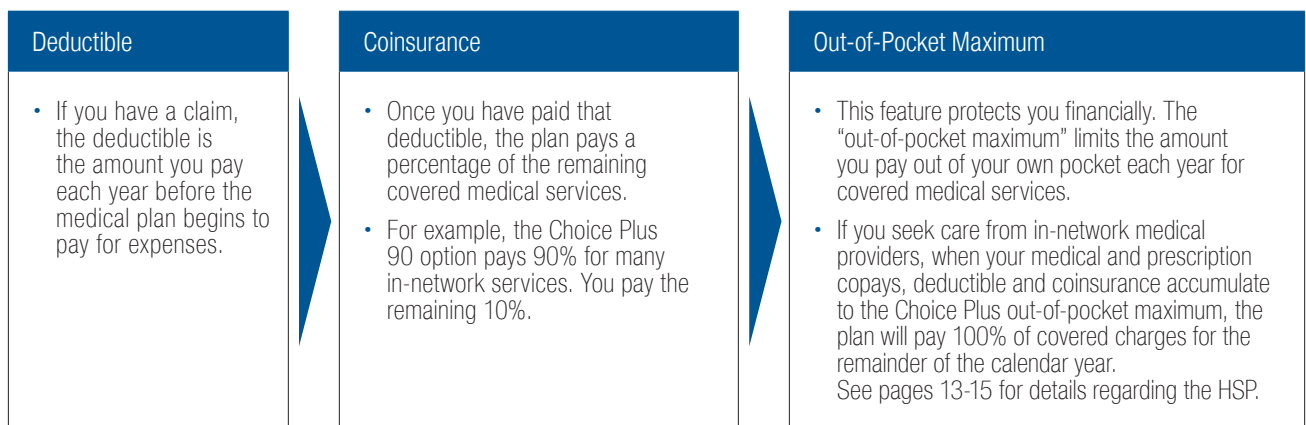 Deductible
• If you have a claim,
the deductible is
the amount you pay
each year before the
medical plan begins to
pay for expenses.
Coinsurance
• Once you have paid that
deductible, the plan pays a
percentage of the remaining
covered medical services.
• For example, the Choice Plus
90 option pays 90% for many
in-network services. You pay the
remaining 10%.
Out-of-Pocket Maximum
• This feature protects you financially. The
“out-of-pocket maximum” limits the amount
you pay out of your own pocket each year for
covered medical services.
• If you seek care from in-network medical
providers, when your medical and prescription
copays, deductible and coinsurance accumulate
to the Choice Plus out-of-pocket maximum, the
plan will pay 100% of covered charges for the
remainder of the calendar year.
See pages 13-15 for details regarding the HSP.